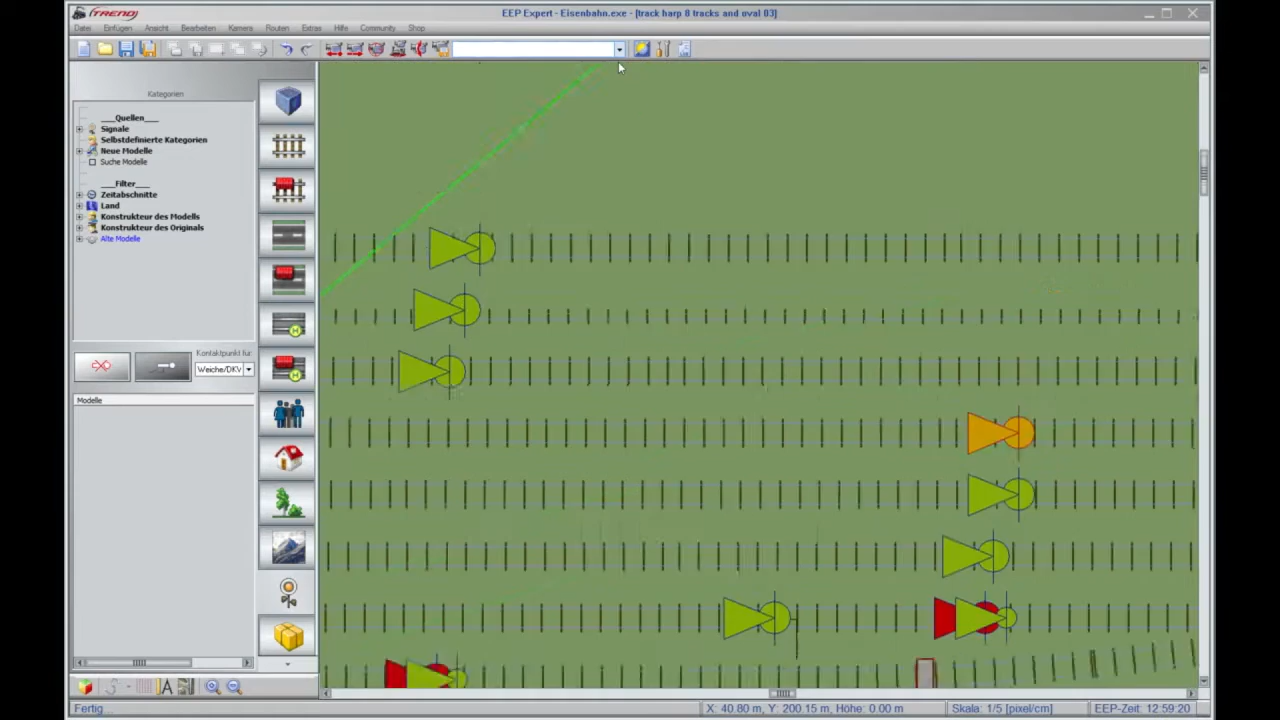 TREND
EEP Expert - Eisenbahn.exe - [track harp 8 tracks and oval 03]
Datei Einfügen Ansicht Bearbeiten Kamera Routen Extras Hilfe Community Shop
Kategorien
___Quellen___
Signale
Selbstdefinierte Kategorien
Neue Modelle
Suche Modelle
___Filter___
Zeitabschnitte
Land
Konstrukteur des Modells
Konstrukteur des Originals
Alte Modelle
Kontaktpunkt für
Weiche/DKW
Modelle
Fertig...
X: 40.80 m, Y: 200.15 m, Höhe: 0.00 m
Skala: 1/5 [pixel/cm]
EEP-Zeit: 12:59:20